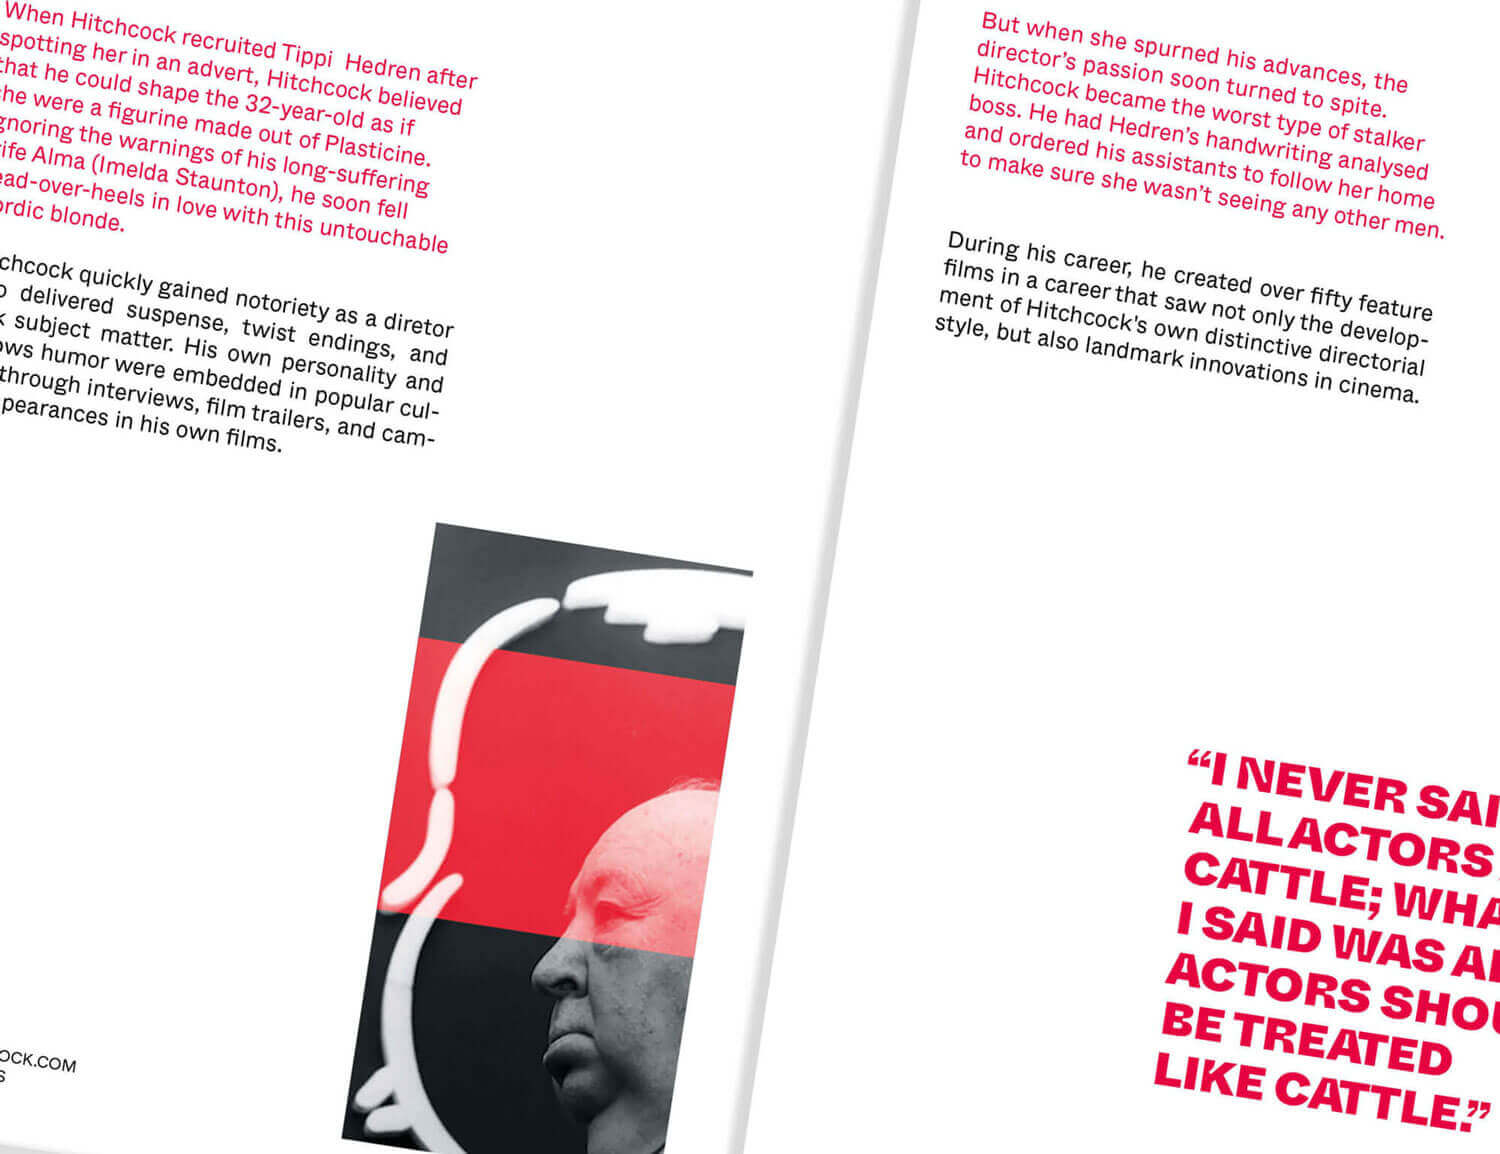 When Hitchcock recruited Tippi Hedren after
spotting her in an advert, Hitchcock believed
that he could shape the 32-year-old as if
she were a figurine made out of Plasticine.
gnoring the warnings of his long-suffering
ife Alma (Imelda Staunton), he soon fell
ead-over-heels in love with this untouchable
ordic blonde.
chcock quickly gained notoriety as a diretor
o delivered suspense, twist endings, and
k subject matter. His own personality and
ows humor were embedded in popular cul-
through interviews, film trailers, and cam-
pearances in his own films.
OCK.COM
S
But when she spurned his advances, the
director's passion soon turned to spite.
Hitchcock became the worst type of stalker
boss. He had Hedren's handwriting analysed
and ordered his assistants to follow her home
to make sure she wasn't seeing any other men.
During his career, he created over fifty feature
films in a career that saw not only the develop-
ment of Hitchcock's own distinctive directorial
style, but also landmark innovations in cinema.
“I NEVER SAI
ALL ACTORS
CATTLE; WHA
I SAID WAS AL
ACTORS SHOU
BE TREATED
LIKE CATTLE.”